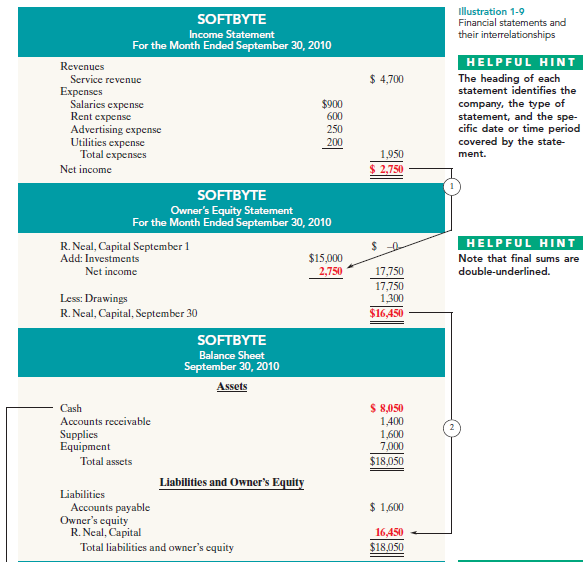 Illustration 1-9
Financial statements and
their interrelationships
SOFTBYTE
Income Statement
For the Month Ended September 30, 2010
HELPFUL HINT
The heading of each
statement identifies the
company, the type of
statement, and the spe-
cific date or time period
covered by the state-
ment.
Revenues
Service revenue $ 4,700
Expenses
Salaries expense $900
Rent expense 600
Advertising expense 250
Utilities expense 200
Total expenses 1,950
Net income $ 2,750
1
SOFTBYTE
Owner's Equity Statement
For the Month Ended September 30, 2010
HELPFUL HINT
Note that final sums are
double-underlined.
R. Neal, Capital September 1 $ -0-
Add: Investments $15,000
Net income 2,750 17,750
17,750
Less: Drawings 1,300
R. Neal, Capital, September 30 $16,450
SOFTBYTE
Balance Sheet
September 30, 2010
Assets
Cash $ 8,050
Accounts receivable 1,400
2
Supplies 1,600
Equipment 7,000
Total assets $18,050
Liabilities and Owner's Equity
Liabilities
Accounts payable $ 1,600
Owner's equity
R. Neal, Capital 16,450
Total liabilities and owner's equity $18,050